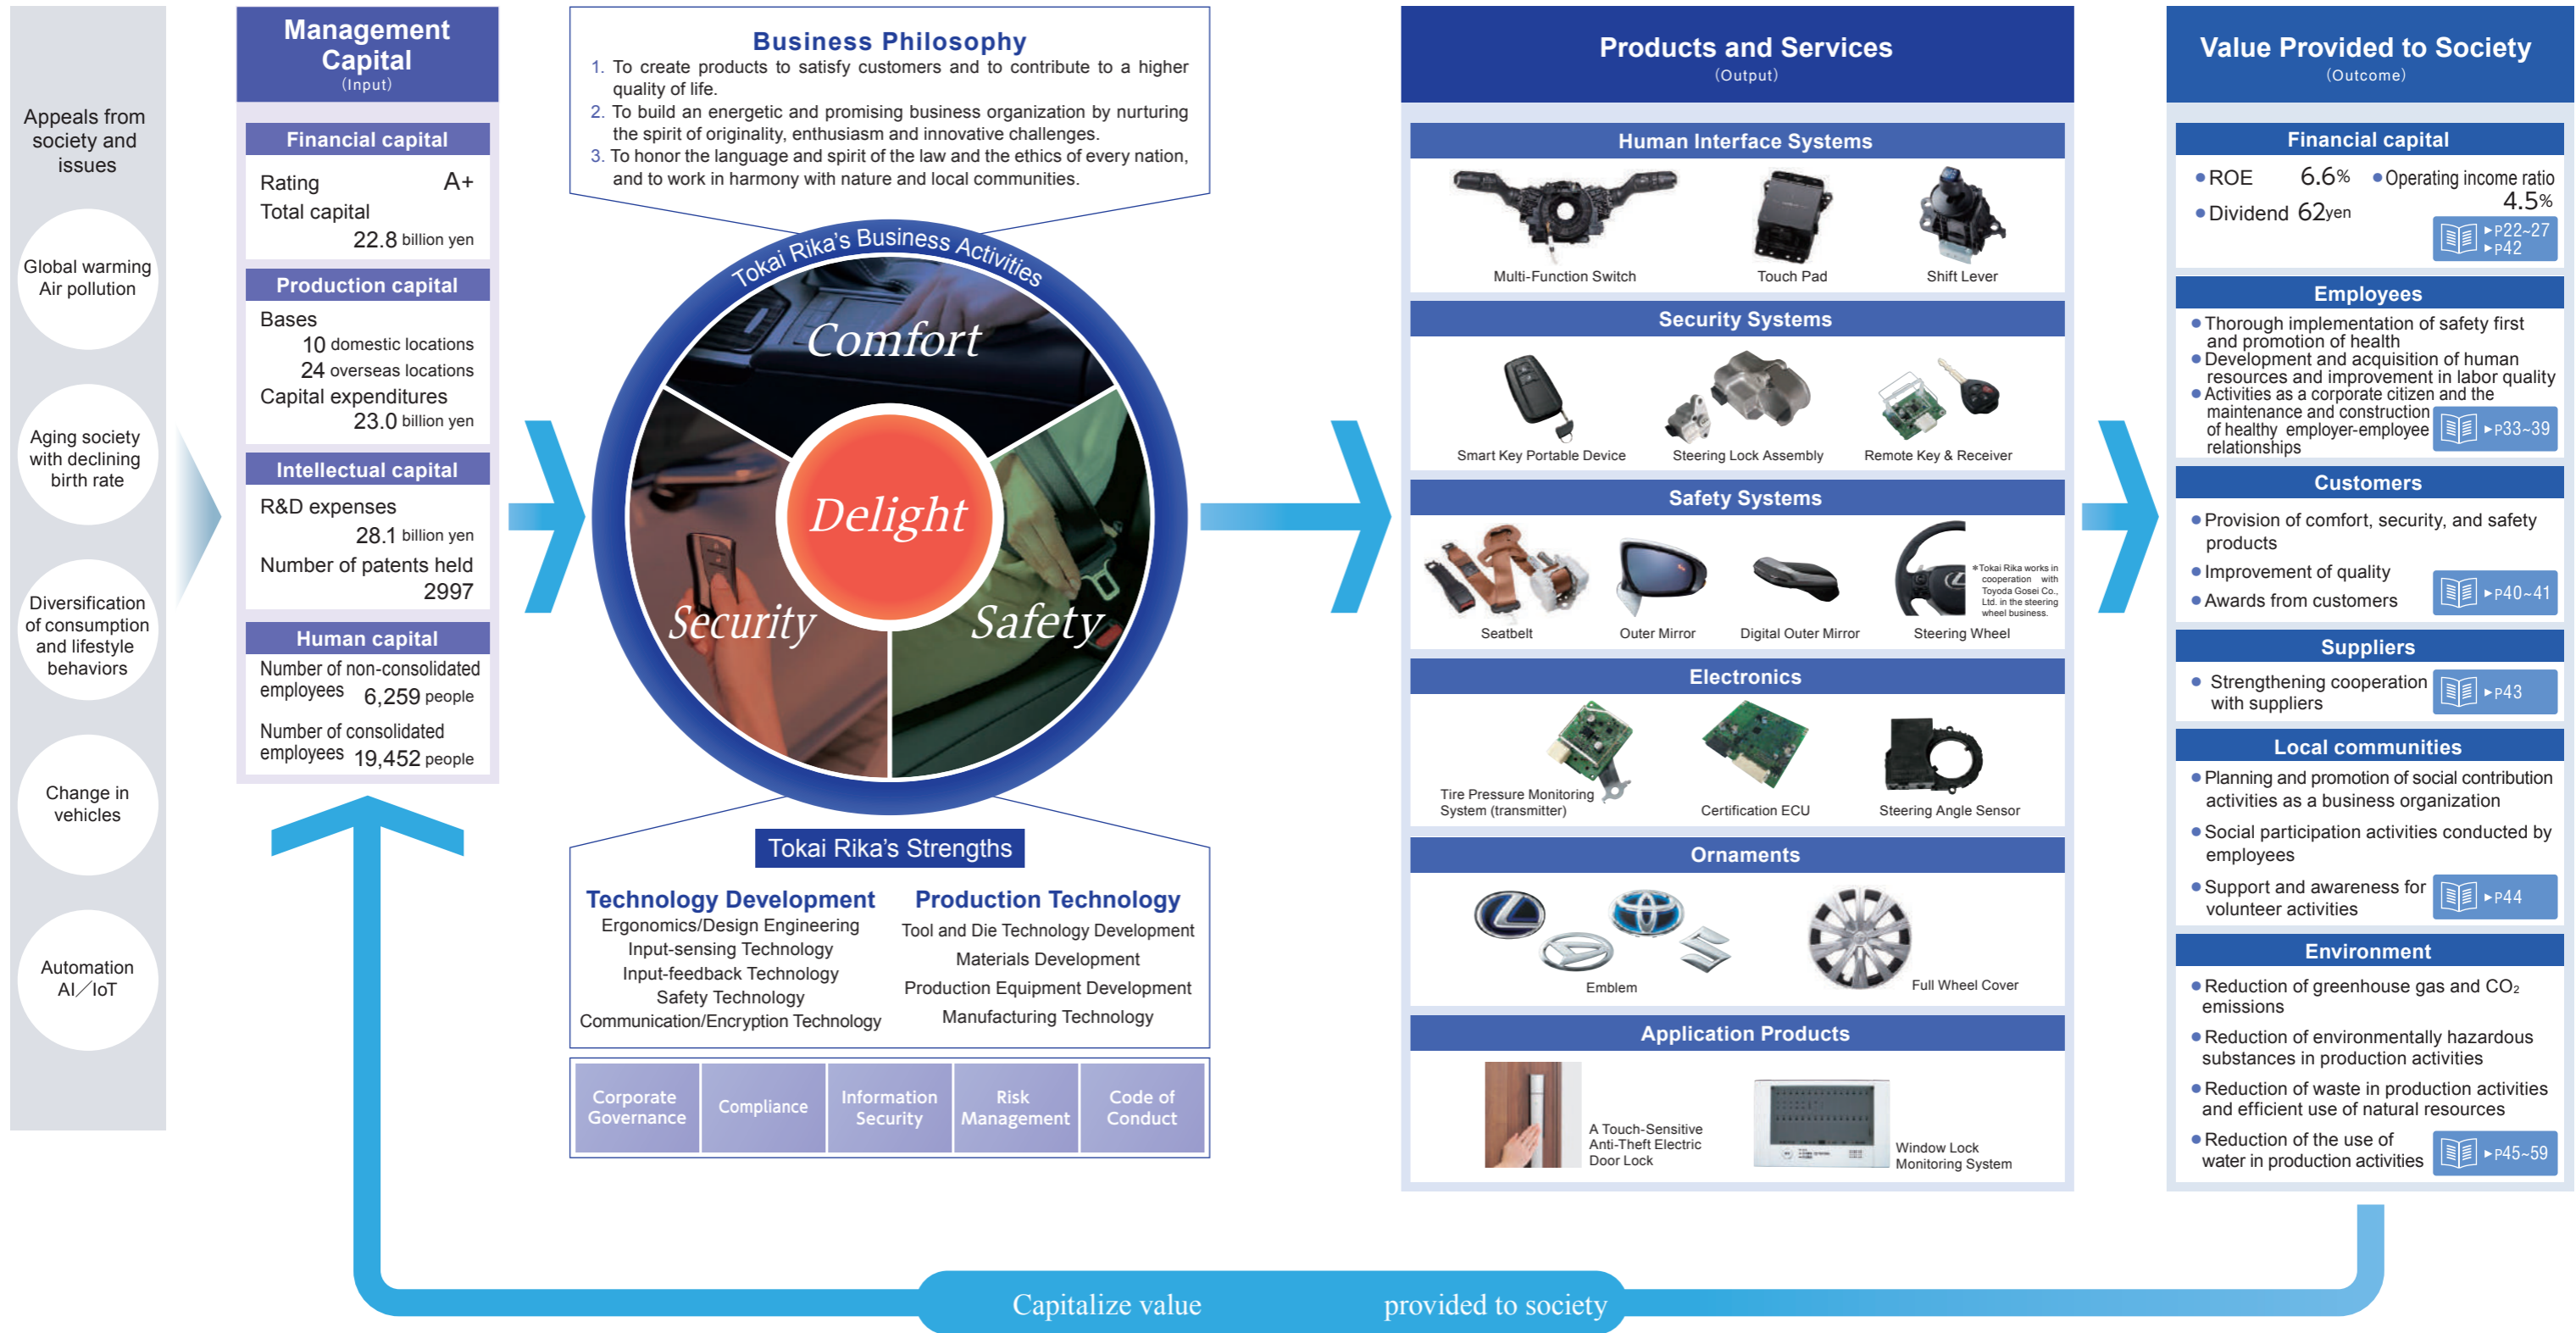 Appeals from
society and
issues
Global warming
Air pollution
Aging society
with declining
birth rate
Diversification
of consumption
and lifestyle
behaviors
Change in
vehicles
Automation
AI／IoT
Management
Capital
(Input)
Financial capital
Rating A+
Total capital
22.8 billion yen
Production capital
Bases
10 domestic locations
24 overseas locations
Capital expenditures
23.0 billion yen
Intellectual capital
R&D expenses
28.1 billion yen
Number of patents held
2997
Human capital
Number of non-consolidated
employees 6,259 people
Number of consolidated
employees 19,452 people
Business Philosophy
1. To create products to satisfy customers and to contribute to a higher
quality of life.
2. To build an energetic and promising business organization by nurturing
the spirit of originality, enthusiasm and innovative challenges.
3. To honor the language and spirit of the law and the ethics of every nation,
and to work in harmony with nature and local communities.
Tokai Rika's Business Activities
Comfort
Delight
Security
Safety
Tokai Rika's Strengths
Technology Development
Ergonomics/Design Engineering
Input-sensing Technology
Input-feedback Technology
Safety Technology
Communication/Encryption Technology
Production Technology
Tool and Die Technology Development
Materials Development
Production Equipment Development
Manufacturing Technology
Corporate
Governance
Compliance
Information
Security
Risk
Management
Code of
Conduct
Products and Services
(Output)
Human Interface Systems
Multi-Function Switch
Touch Pad
Shift Lever
Security Systems
Smart Key Portable Device
Steering Lock Assembly
Remote Key & Receiver
Safety Systems
＊Tokai Rika works in
cooperation with
Toyoda Gosei Co.,
Ltd. in the steering
wheel business.
Seatbelt
Outer Mirror
Digital Outer Mirror
Steering Wheel
Electronics
Tire Pressure Monitoring
System (transmitter)
Certification ECU
Steering Angle Sensor
Ornaments
Emblem
Full Wheel Cover
Application Products
A Touch-Sensitive
Anti-Theft Electric
Door Lock
Window Lock
Monitoring System
Value Provided to Society
(Outcome)
Financial capital
● ROE 6.6% ● Operating income ratio
4.5%
● Dividend 62yen
►P22~27
►P42
Employees
● Thorough implementation of safety first
and promotion of health
● Development and acquisition of human
resources and improvement in labor quality
● Activities as a corporate citizen and the
maintenance and construction
of healthy employer-employee
relationships
►P33~39
Customers
● Provision of comfort, security, and safety
products
● Improvement of quality
● Awards from customers
►P40~41
Suppliers
● Strengthening cooperation
with suppliers
►P43
Local communities
● Planning and promotion of social contribution
activities as a business organization
● Social participation activities conducted by
employees
● Support and awareness for
volunteer activities
►P44
Environment
● Reduction of greenhouse gas and CO₂
emissions
● Reduction of environmentally hazardous
substances in production activities
● Reduction of waste in production activities
and efficient use of natural resources
● Reduction of the use of
water in production activities
►P45~59
Capitalize value provided to society